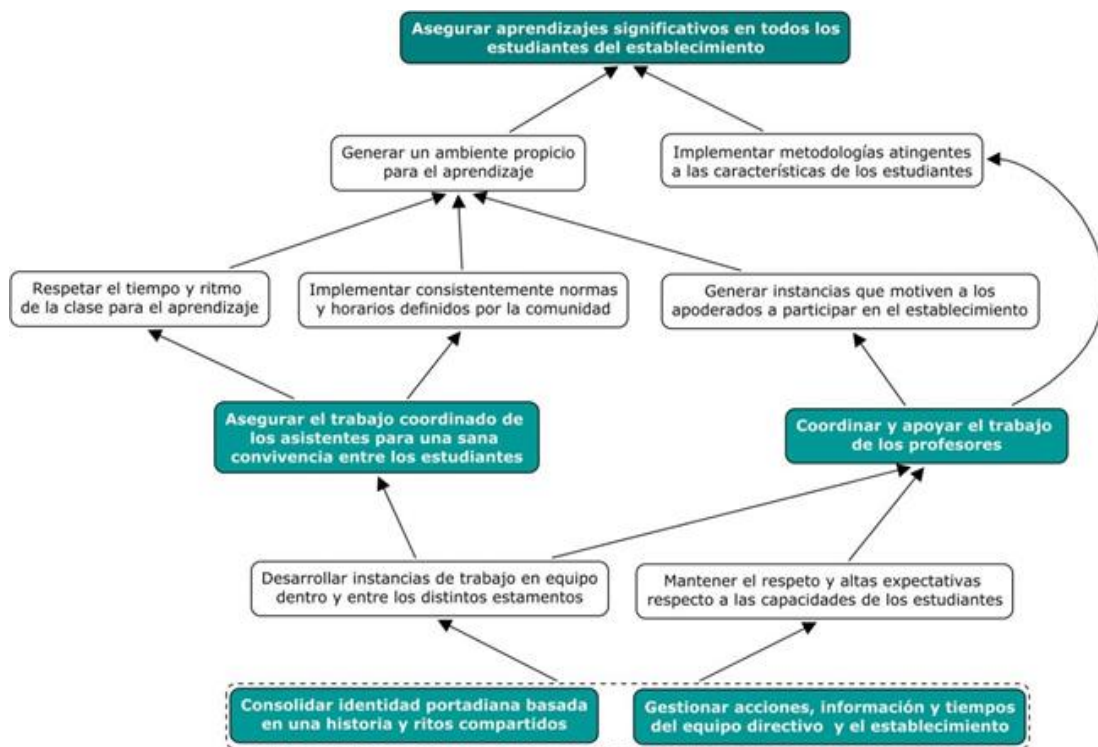 Asegurar aprendizajes significativos en todos los
estudiantes del establecimiento
Generar un ambiente propicio
para el aprendizaje
Implementar metodologías atingentes
a las características de los estudiantes
Respetar el tiempo y ritmo
de la clase para el aprendizaje
Implementar consistentemente normas
y horarios definidos por la comunidad
Generar instancias que motiven a los
apoderados a participar en el establecimiento
Asegurar el trabajo coordinado de
los asistentes para una sana
convivencia entre los estudiantes
Coordinar y apoyar el trabajo
de los profesores
Desarrollar instancias de trabajo en equipo
dentro y entre los distintos estamentos
Mantener el respeto y altas expectativas
respecto a las capacidades de los estudiantes
Consolidar identidad portadiana basada
en una historia y ritos compartidos
Gestionar acciones, información y tiempos
del equipo directivo y el establecimiento